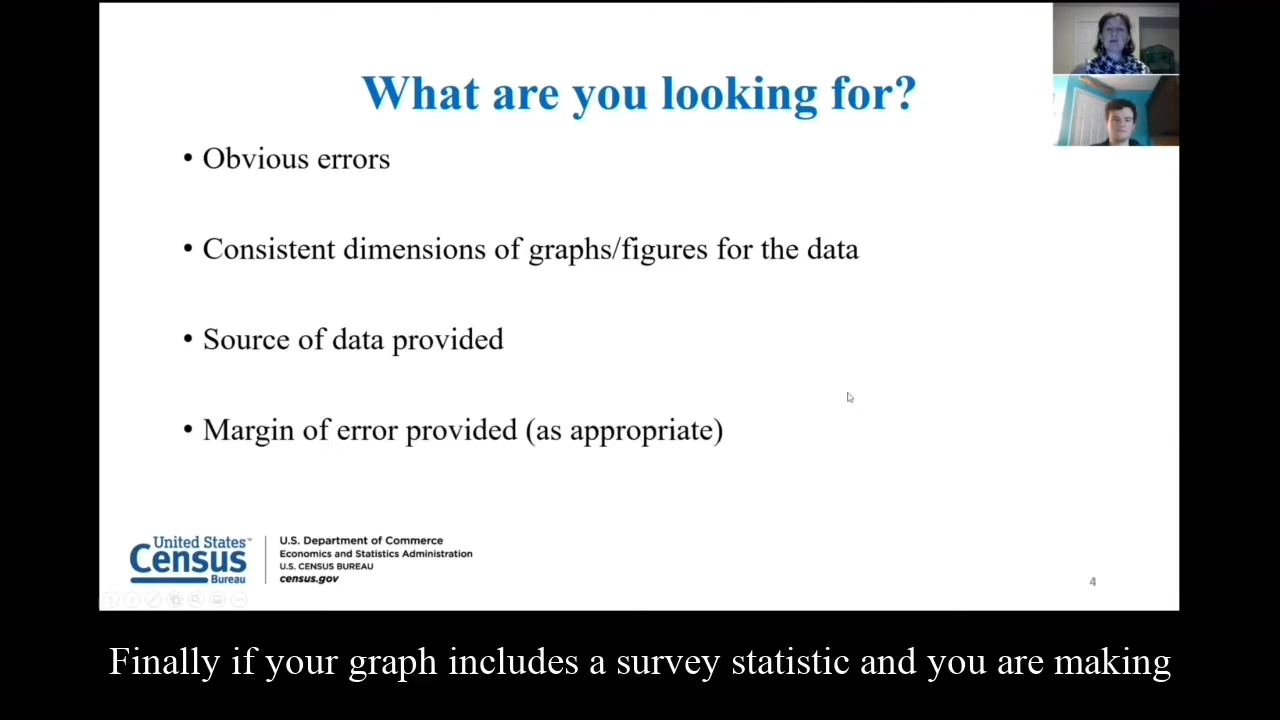 What are you looking for?
• Obvious errors
• Consistent dimensions of graphs/figures for the data
• Source of data provided
• Margin of error provided (as appropriate)
United States™
Census
Bureau
U.S. Department of Commerce
Economics and Statistics Administration
U.S. CENSUS BUREAU
census.gov
4
Finally if your graph includes a survey statistic and you are making